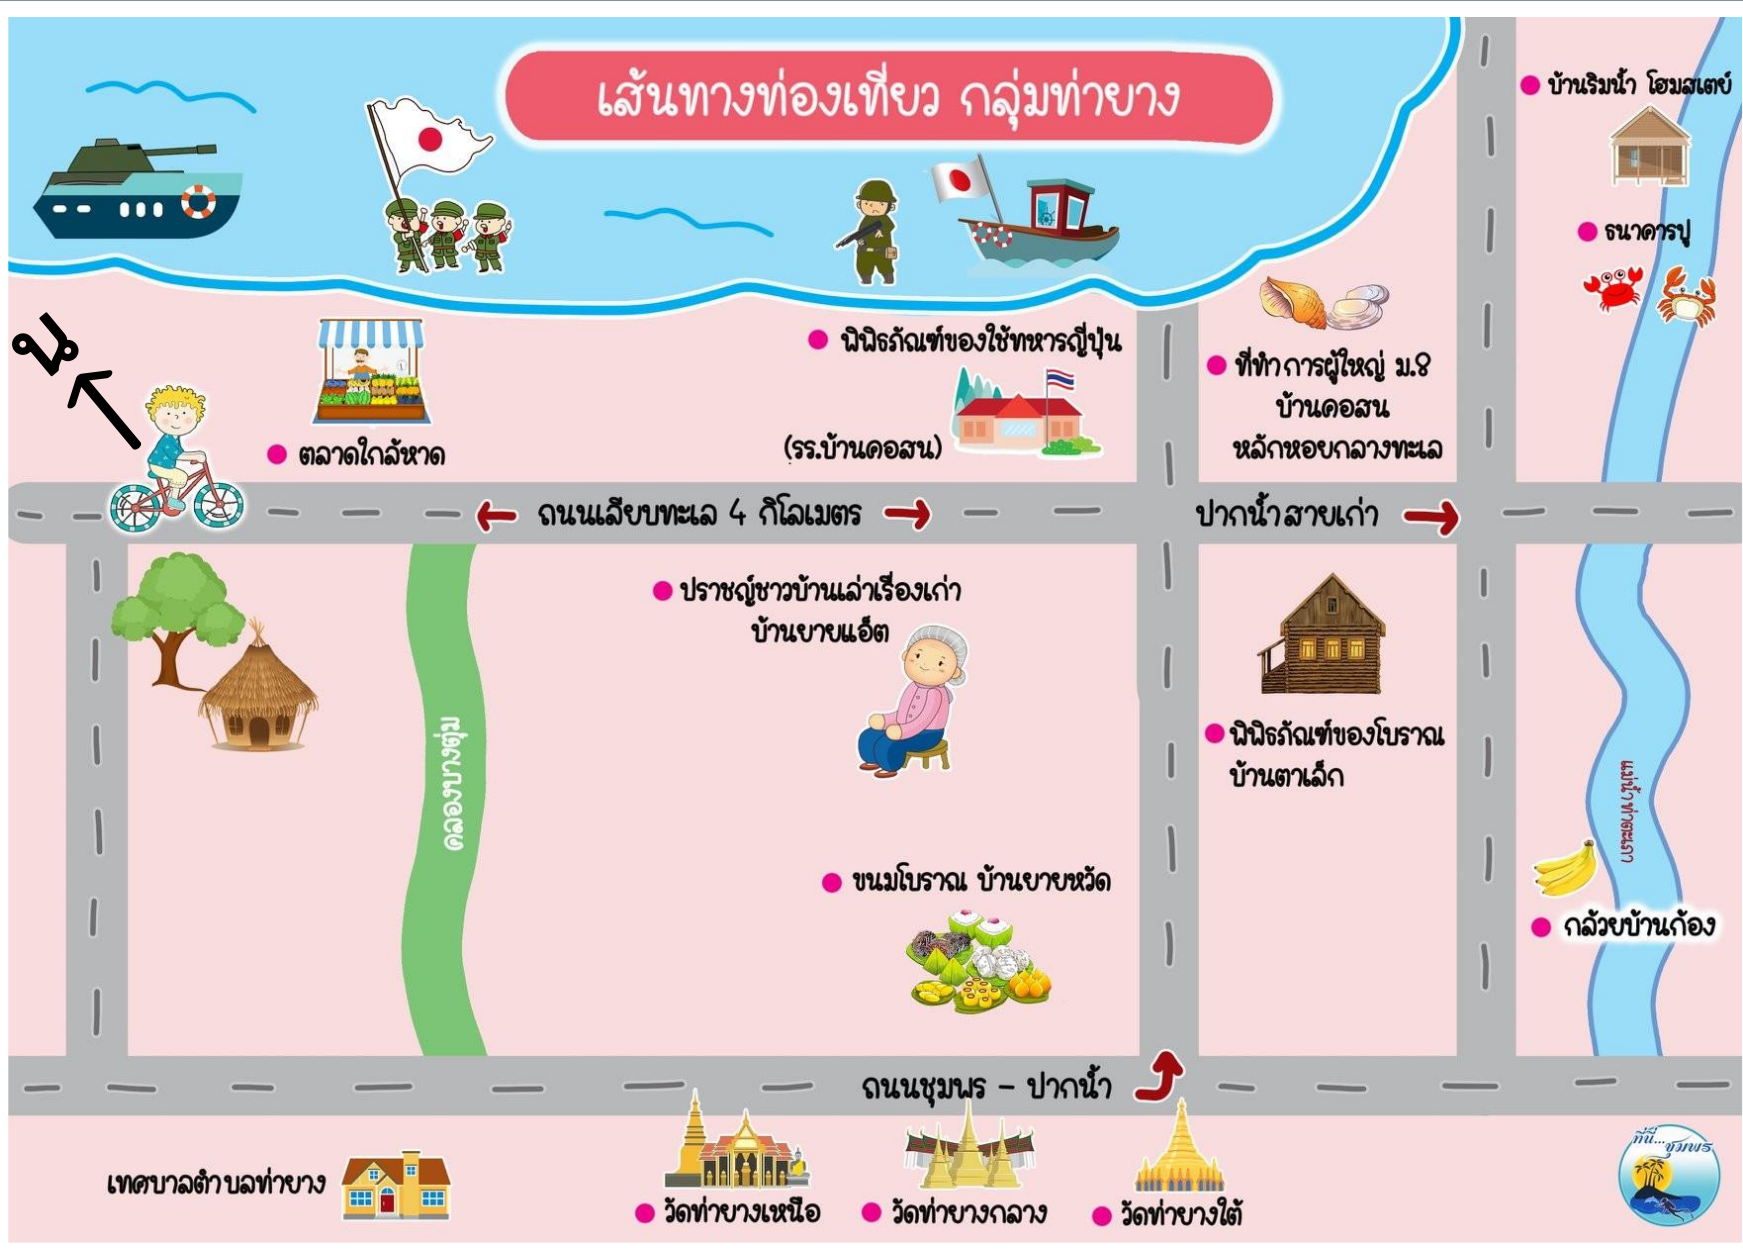 เส้นทางท่องเที่ยว กลุ่มท่ายาง
บ้านริมน้ำ โฮมสเตย์
ธนาคารปู
น
ตลาดใกล้หาด
พิพิธภัณฑ์ของใช้ทหารญี่ปุ่น
(รร.บ้านคอสน)
ที่ทำการผู้ใหญ่ ม.8
บ้านคอสน
หลักหอยกลางทะเล
ถนนเลียบทะเล 4 กิโลเมตร
ปากน้ำสายเก่า
ปราชญ์ชาวบ้านเล่าเรื่องเก่า
บ้านยายแอ็ต
คลองบางตุ่ม
พิพิธภัณฑ์ของโบราณ
บ้านตาเล็ก
แม่น้ำท่าตะเภา
ขนมโบราณ บ้านยายหวัด
กล้วยบ้านก้อง
ถนนชุมพร - ปากน้ำ
เทศบาลตำบลท่ายาง
วัดท่ายางเหนือ
วัดท่ายางกลาง
วัดท่ายางใต้
ที่นี่...ชุมพร